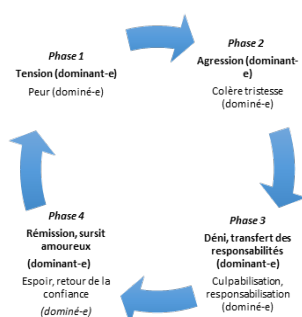 Phase 1
Tension (dominant-e)
Peur (dominé-e)
Phase 2
Agression (dominant-
e)
Colère tristesse
(dominé-e)
Phase 3
Déni, transfert des
responsabilités
(dominant-e)
Culpabilisation,
responsabilisation
(dominé-e)
Phase 4
Rémission, sursit
amoureux
(dominant-e)
Espoir, retour de la
confiance
(dominé-e)